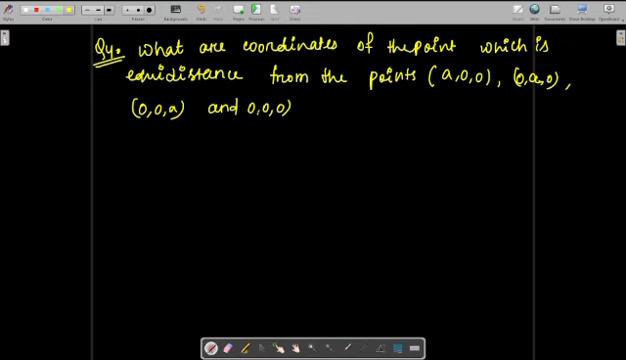 Q4. What are coordinates of the point which is
equidistance from the points (a,0,0), (0,a,0),
(0,0,a) and 0,0,0)